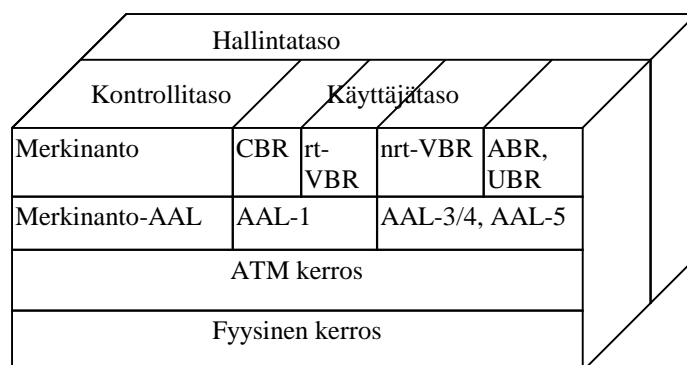 Hallintataso
Kontrollitaso Käyttäjätaso
Merkinanto CBR rt-VBR nrt-VBR ABR, UBR
Merkinanto-AAL AAL-1 AAL-3/4, AAL-5
ATM kerros
Fyysinen kerros